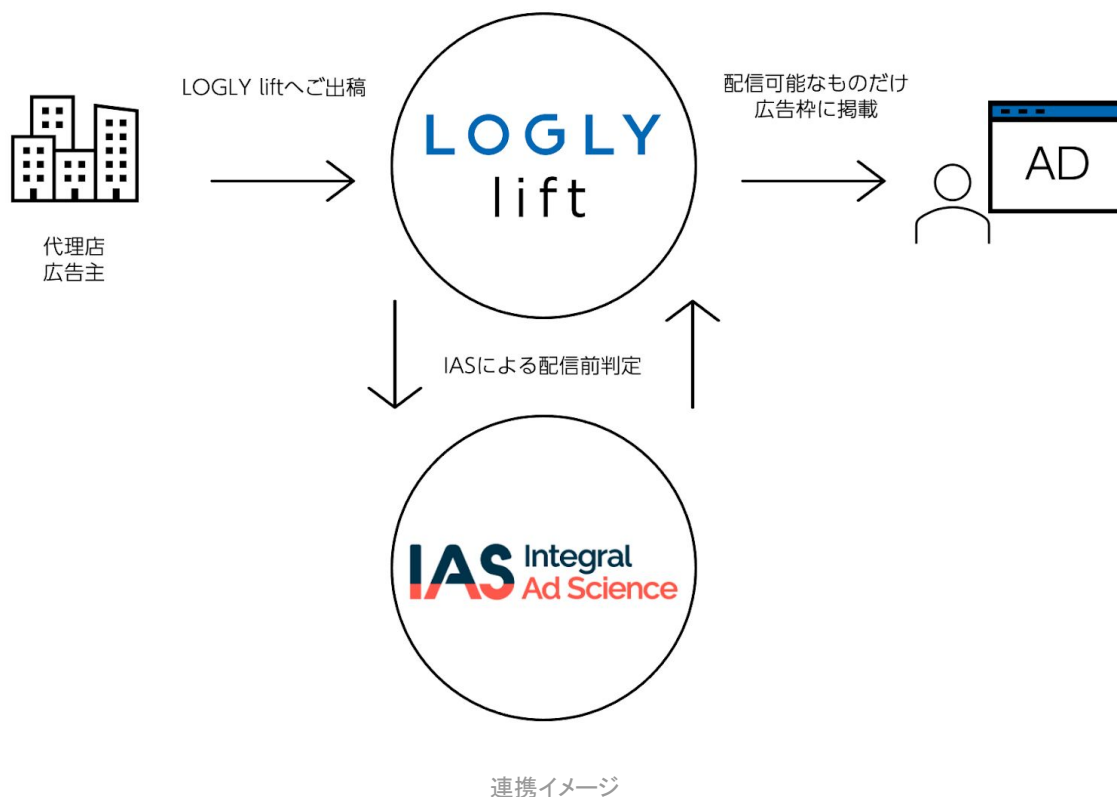 LOGLY liftへご出稿
配信可能なものだけ
広告枠に掲載
LOGLY
lift
AD
代理店
広告主
IASによる配信前判定
IAS Integral
Ad Science
連携イメージ